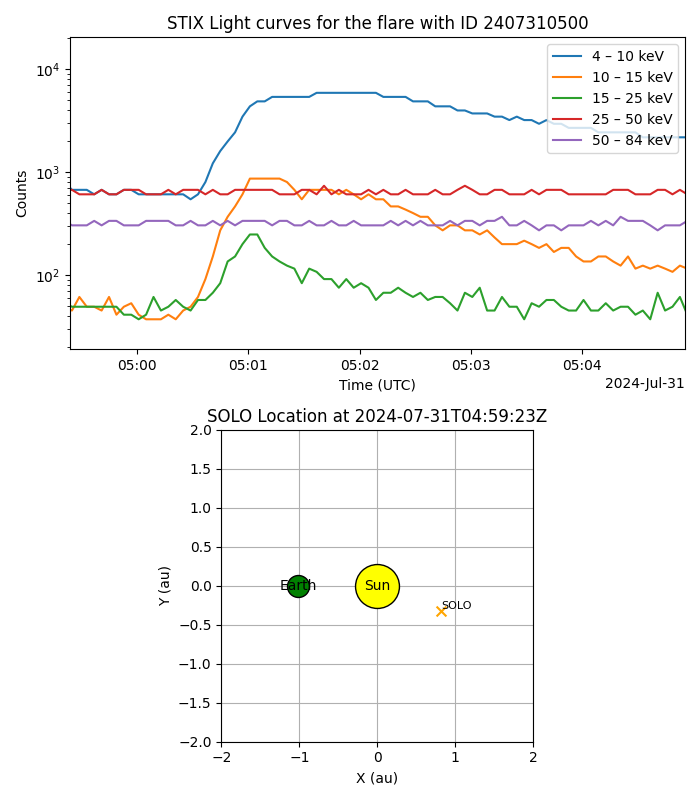 STIX Light curves for the flare with ID 2407310500
4 – 10 keV
10 – 15 keV
15 – 25 keV
25 – 50 keV
50 – 84 keV
10⁴
10³
10²
Counts
05:00 05:01 05:02 05:03 05:04
Time (UTC)
2024-Jul-31
SOLO Location at 2024-07-31T04:59:23Z
2.0
1.5
1.0
0.5
0.0
−0.5
−1.0
−1.5
−2.0
Y (au)
Earth
Sun
SOLO
−2 −1 0 1 2
X (au)